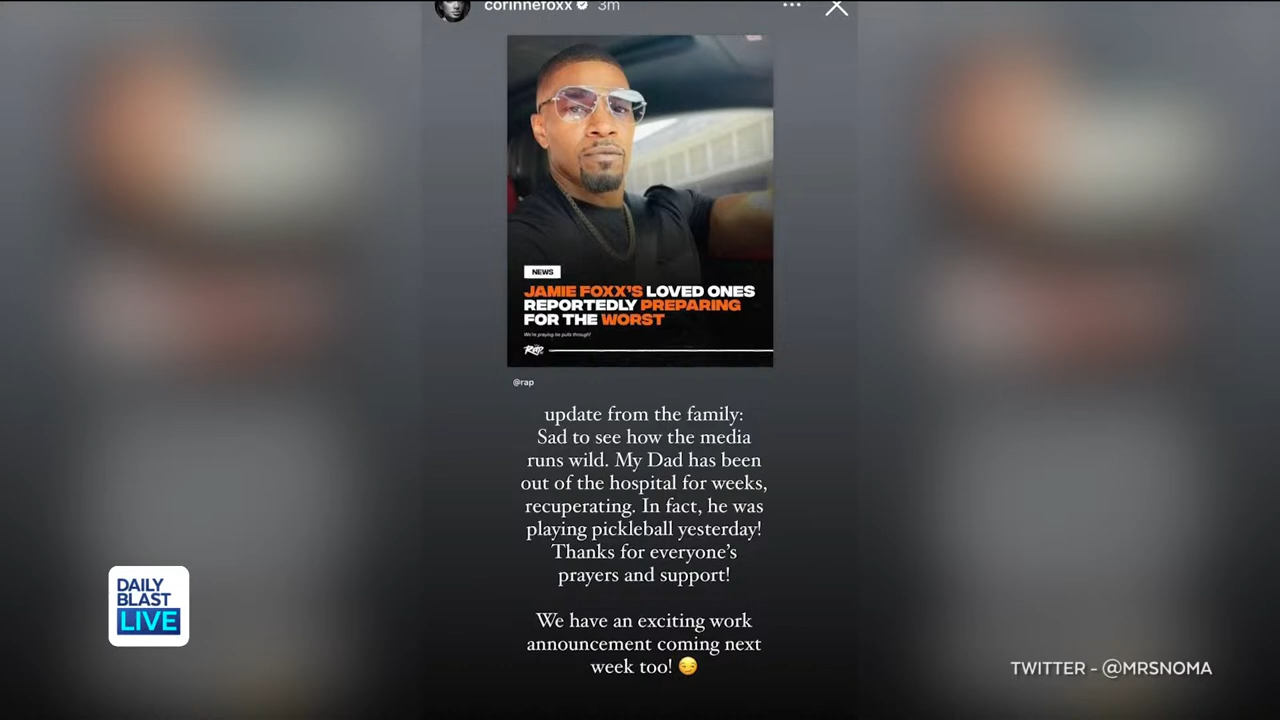 corinnefoxx 3m
NEWS
JAMIE FOXX'S LOVED ONES
REPORTEDLY PREPARING
FOR THE WORST
We're praying he pulls through!
RAP
@rap
update from the family:
Sad to see how the media
runs wild. My Dad has been
out of the hospital for weeks,
recuperating. In fact, he was
playing pickleball yesterday!
Thanks for everyone's
prayers and support!
We have an exciting work
announcement coming next
week too! 😏
DAILY
BLAST
LIVE
TWITTER - @MRSNOMA